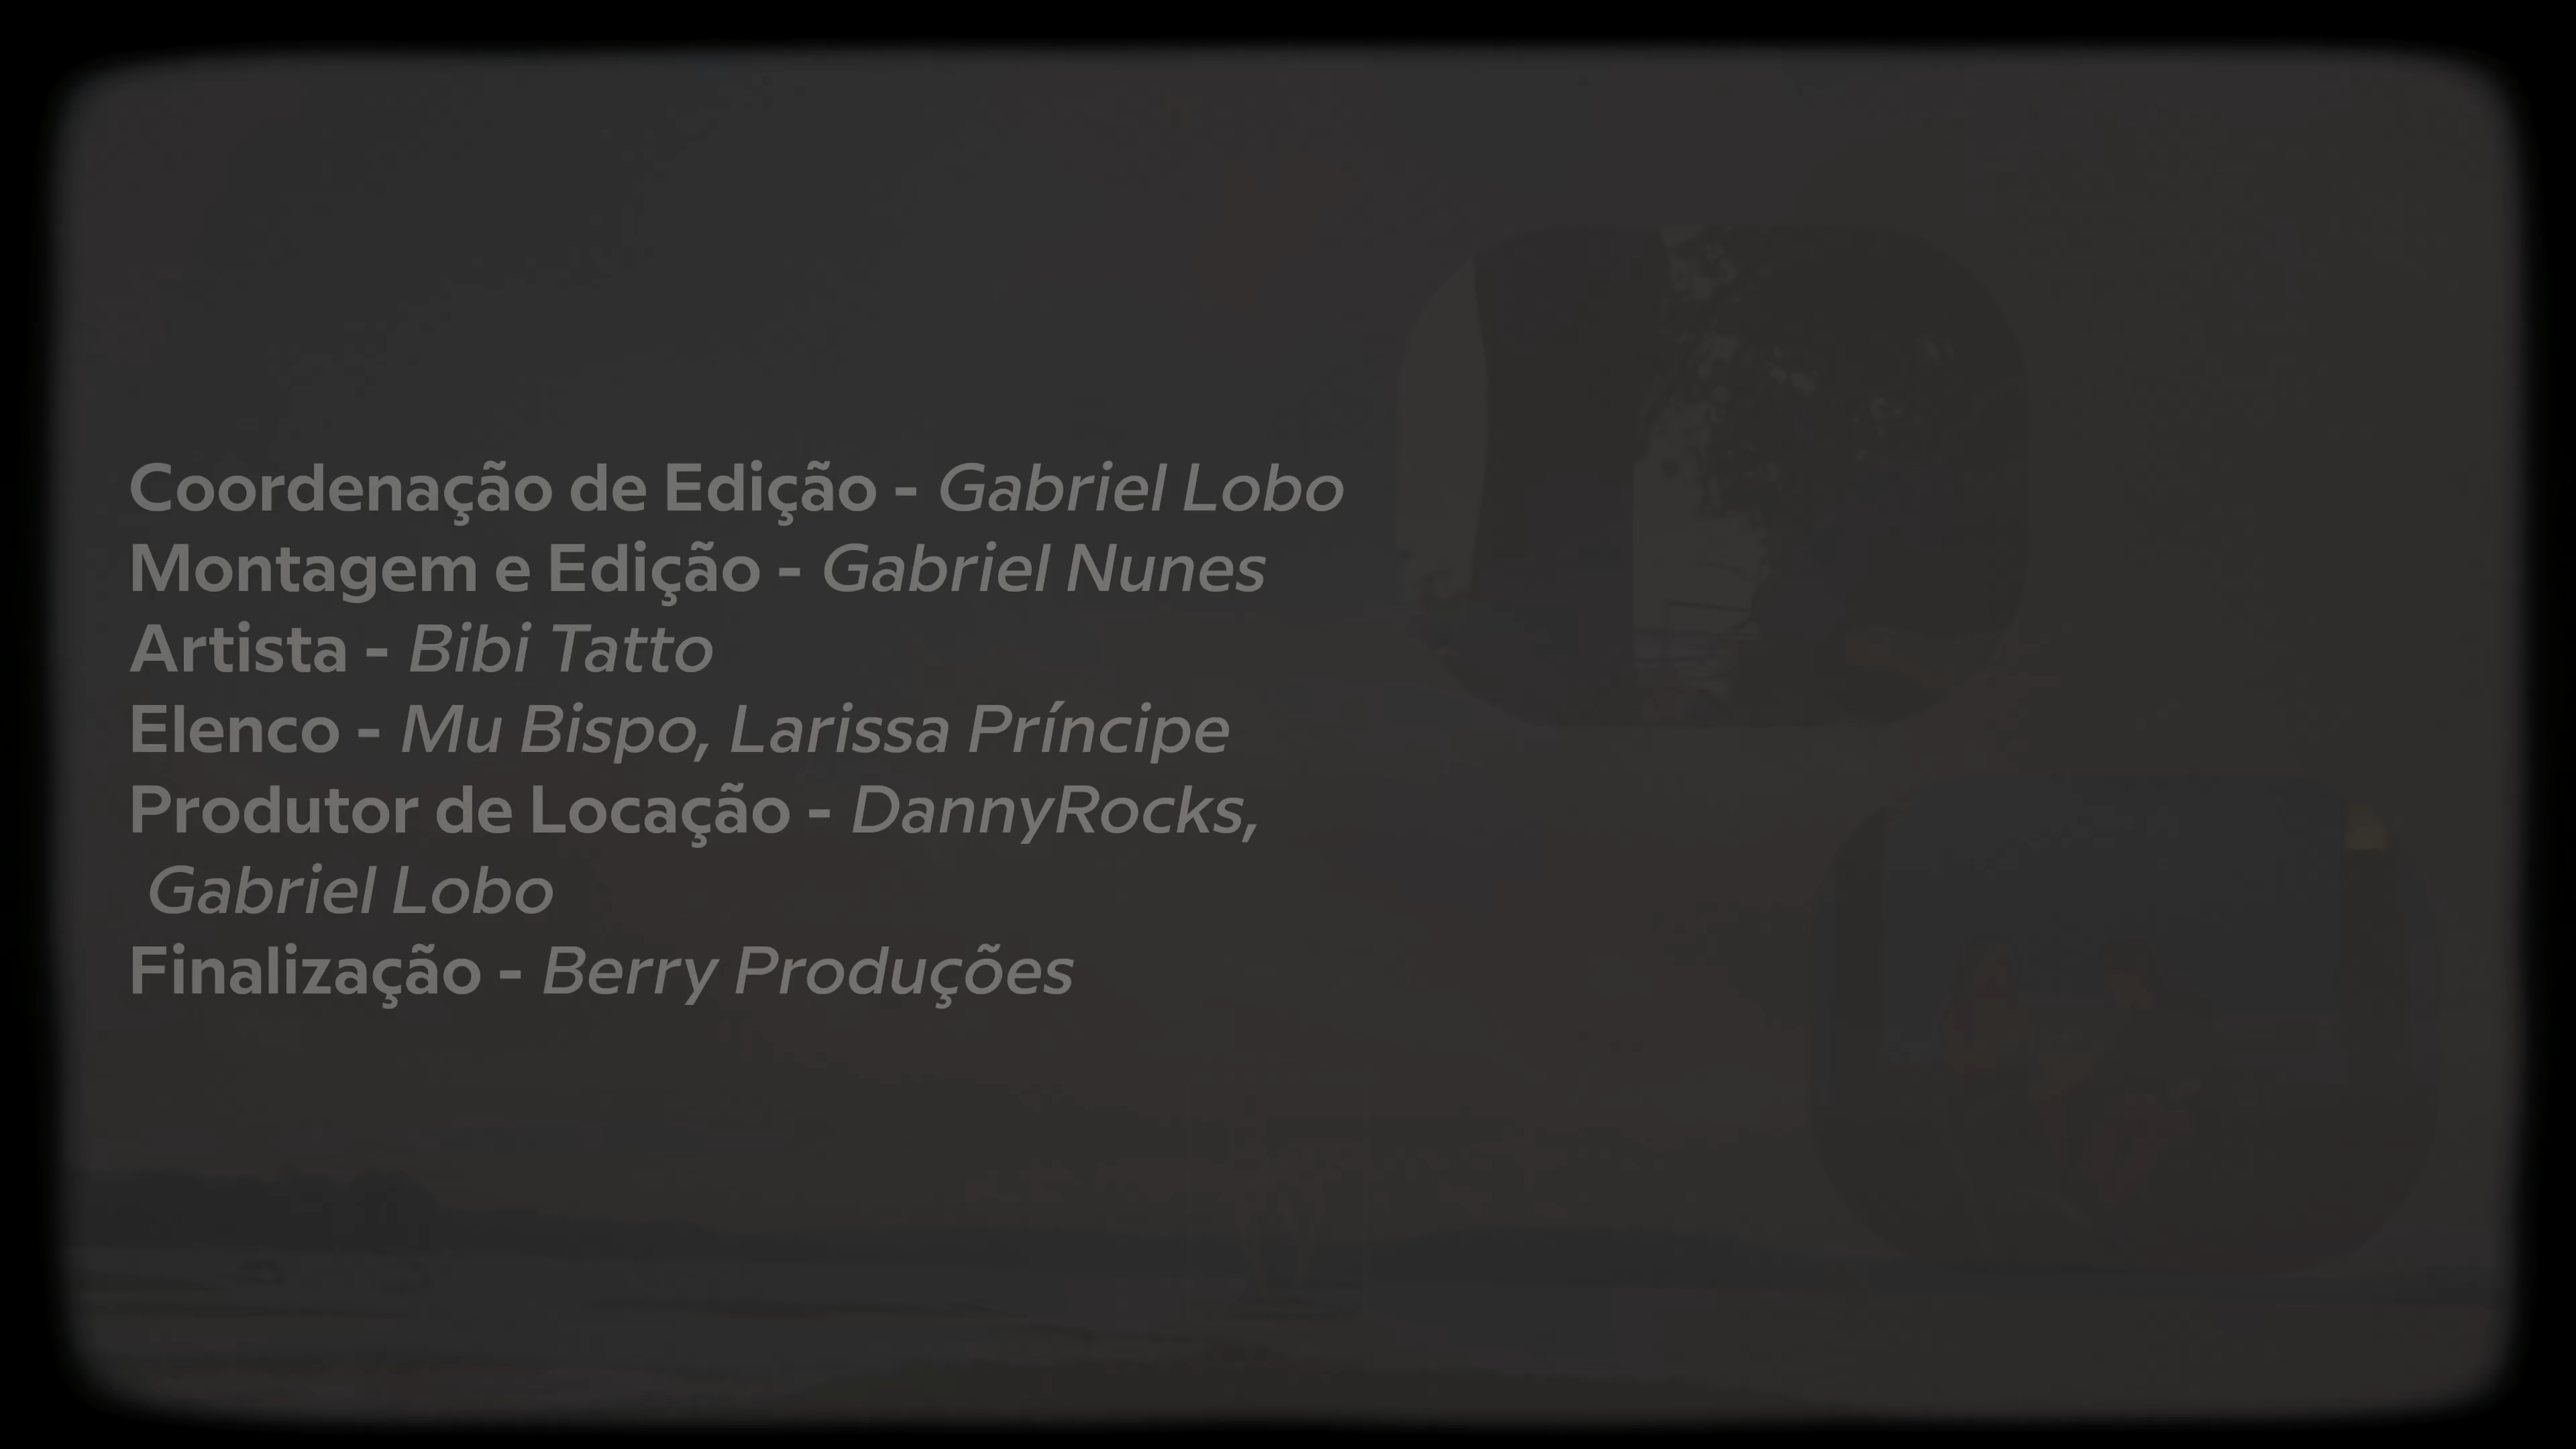 Coordenação de Edição - Gabriel Lobo
Montagem e Edição - Gabriel Nunes
Artista - Bibi Tatto
Elenco - Mu Bispo, Larissa Príncipe
Produtor de Locação - DannyRocks,
Gabriel Lobo
Finalização - Berry Produções